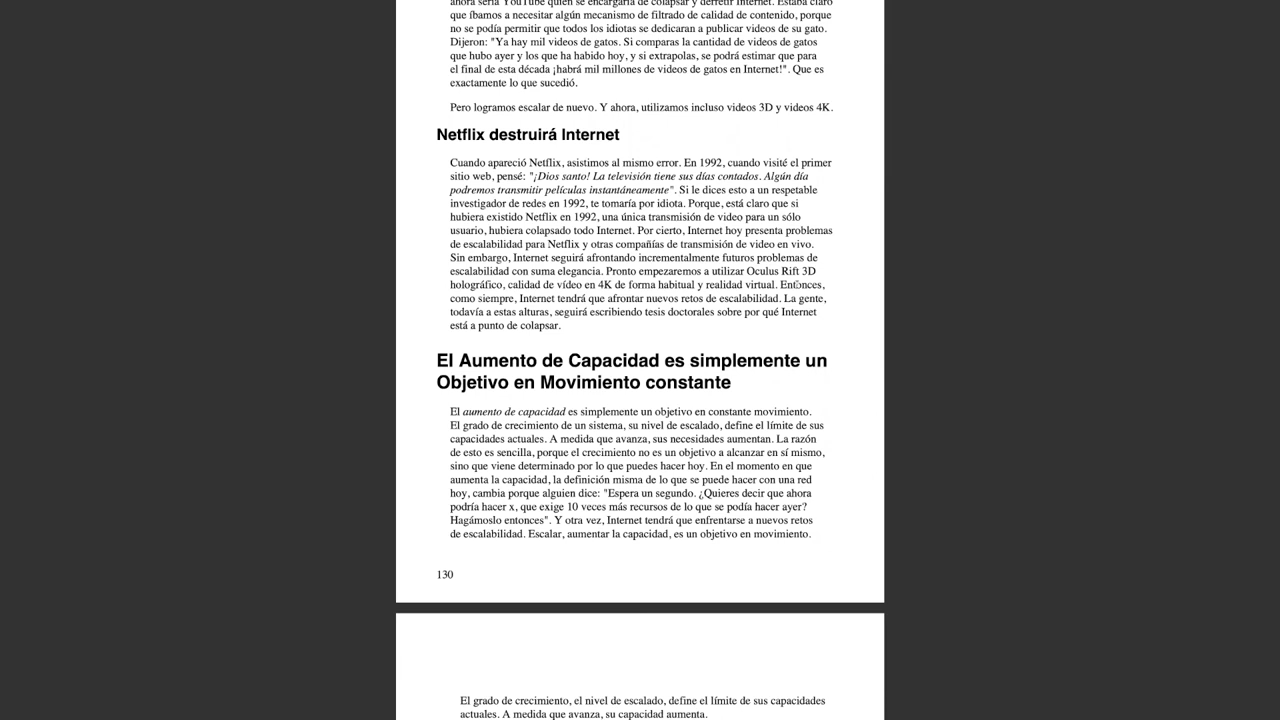 ahora sería YouTube quien se encargaría de colapsar y derretir Internet. Estaba claro
que íbamos a necesitar algún mecanismo de filtrado de calidad de contenido, porque
no se podía permitir que todos los idiotas se dedicaran a publicar videos de su gato.
Dijeron: "Ya hay mil videos de gatos. Si comparas la cantidad de videos de gatos
que hubo ayer y los que ha habido hoy, y si extrapolas, se podrá estimar que para
el final de esta década ¡habrá mil millones de videos de gatos en Internet!". Que es
exactamente lo que sucedió.
Pero logramos escalar de nuevo. Y ahora, utilizamos incluso videos 3D y videos 4K.
Netflix destruirá Internet
Cuando apareció Netflix, asistimos al mismo error. En 1992, cuando visité el primer
sitio web, pensé: "¡Dios santo! La televisión tiene sus días contados. Algún día
podremos transmitir películas instantáneamente". Si le dices esto a un respetable
investigador de redes en 1992, te tomaría por idiota. Porque, está claro que si
hubiera existido Netflix en 1992, una única transmisión de video para un sólo
usuario, hubiera colapsado todo Internet. Por cierto, Internet hoy presenta problemas
de escalabilidad para Netflix y otras compañías de transmisión de video en vivo.
Sin embargo, Internet seguirá afrontando incrementalmente futuros problemas de
escalabilidad con suma elegancia. Pronto empezaremos a utilizar Oculus Rift 3D
holográfico, calidad de vídeo en 4K de forma habitual y realidad virtual. Entonces,
como siempre, Internet tendrá que afrontar nuevos retos de escalabilidad. La gente,
todavía a estas alturas, seguirá escribiendo tesis doctorales sobre por qué Internet
está a punto de colapsar.
El Aumento de Capacidad es simplemente un
Objetivo en Movimiento constante
El aumento de capacidad es simplemente un objetivo en constante movimiento.
El grado de crecimiento de un sistema, su nivel de escalado, define el límite de sus
capacidades actuales. A medida que avanza, sus necesidades aumentan. La razón
de esto es sencilla, porque el crecimiento no es un objetivo a alcanzar en sí mismo,
sino que viene determinado por lo que puedes hacer hoy. En el momento en que
aumenta la capacidad, la definición misma de lo que se puede hacer con una red
hoy, cambia porque alguien dice: "Espera un segundo. ¿Quieres decir que ahora
podría hacer x, que exige 10 veces más recursos de lo que se podía hacer ayer?
Hagámoslo entonces". Y otra vez, Internet tendrá que enfrentarse a nuevos retos
de escalabilidad. Escalar, aumentar la capacidad, es un objetivo en movimiento.
130
El grado de crecimiento, el nivel de escalado, define el límite de sus capacidades
actuales. A medida que avanza, su capacidad aumenta.